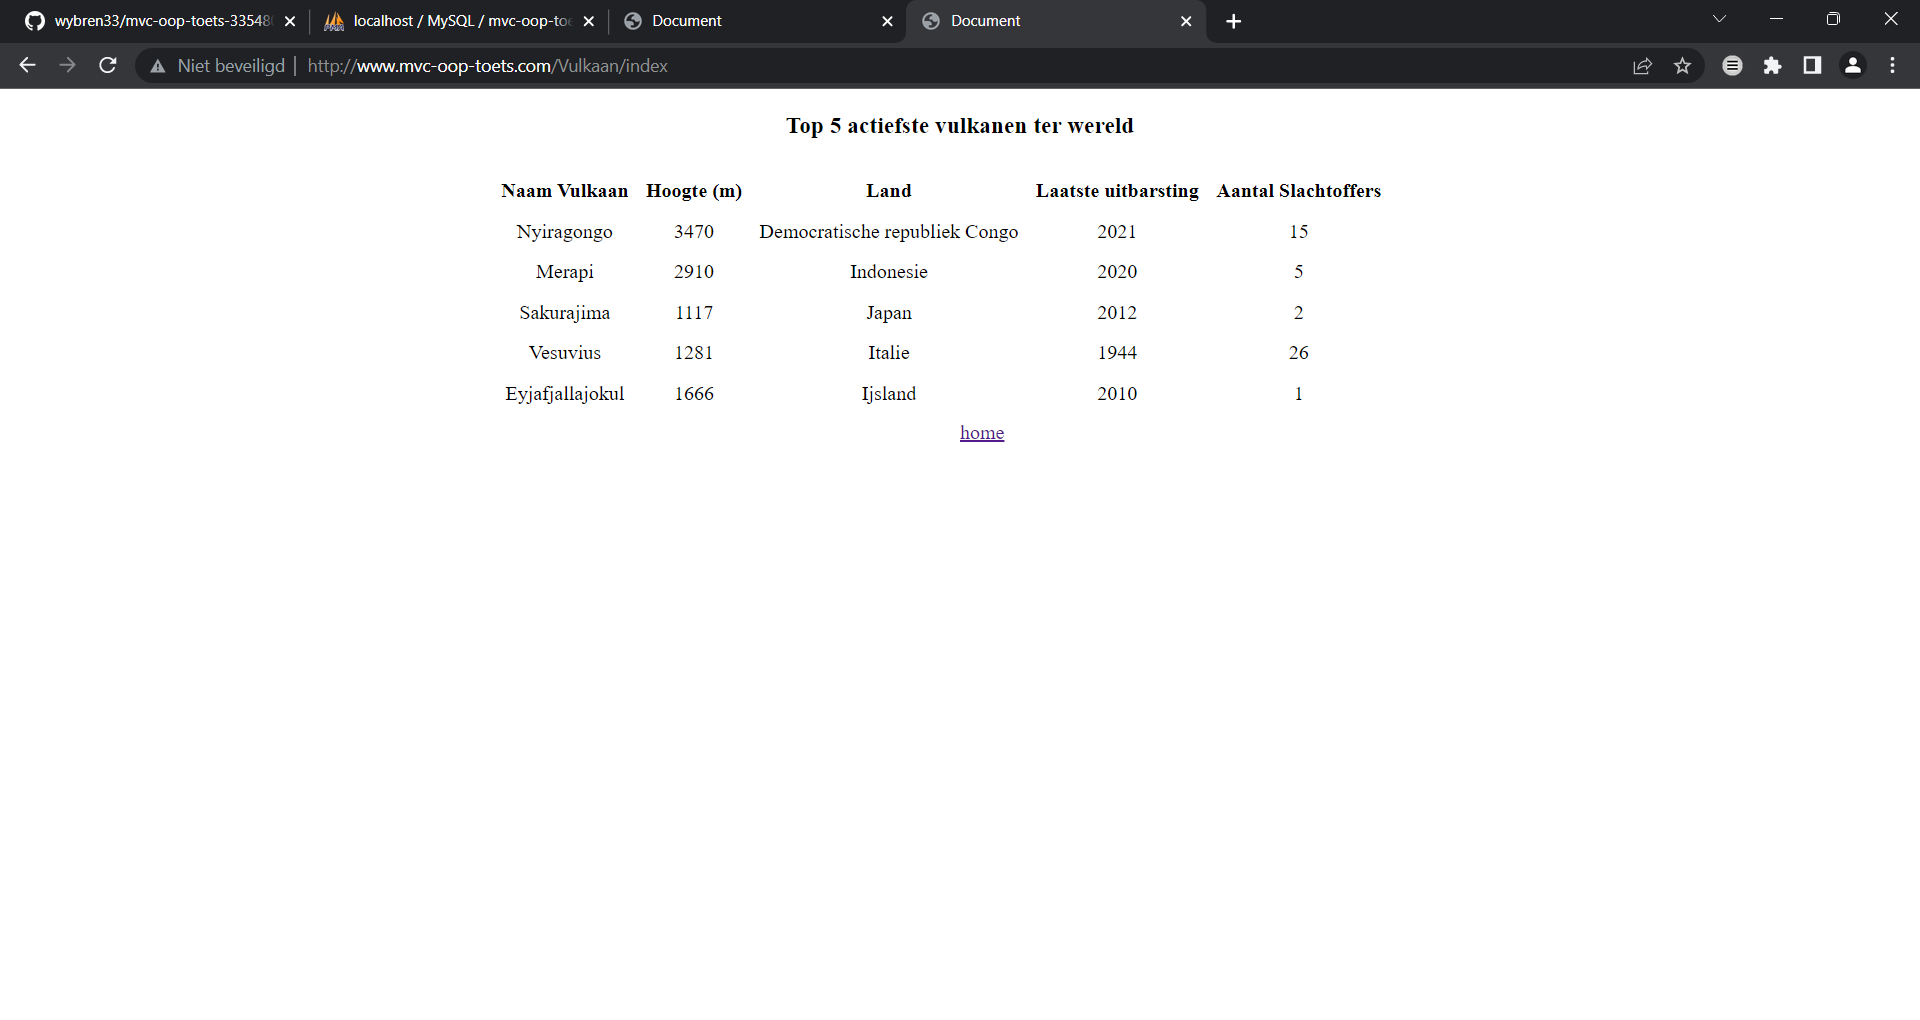 wybren33/mvc-oop-toets-33548 localhost / MySQL / mvc-oop-toe Document Document
Niet beveiligd http://www.mvc-oop-toets.com/Vulkaan/index
Top 5 actiefste vulkanen ter wereld
Naam Vulkaan Hoogte (m) Land Laatste uitbarsting Aantal Slachtoffers
Nyiragongo 3470 Democratische republiek Congo 2021 15
Merapi 2910 Indonesie 2020 5
Sakurajima 1117 Japan 2012 2
Vesuvius 1281 Italie 1944 26
Eyjafjallajokul 1666 Ijsland 2010 1
home